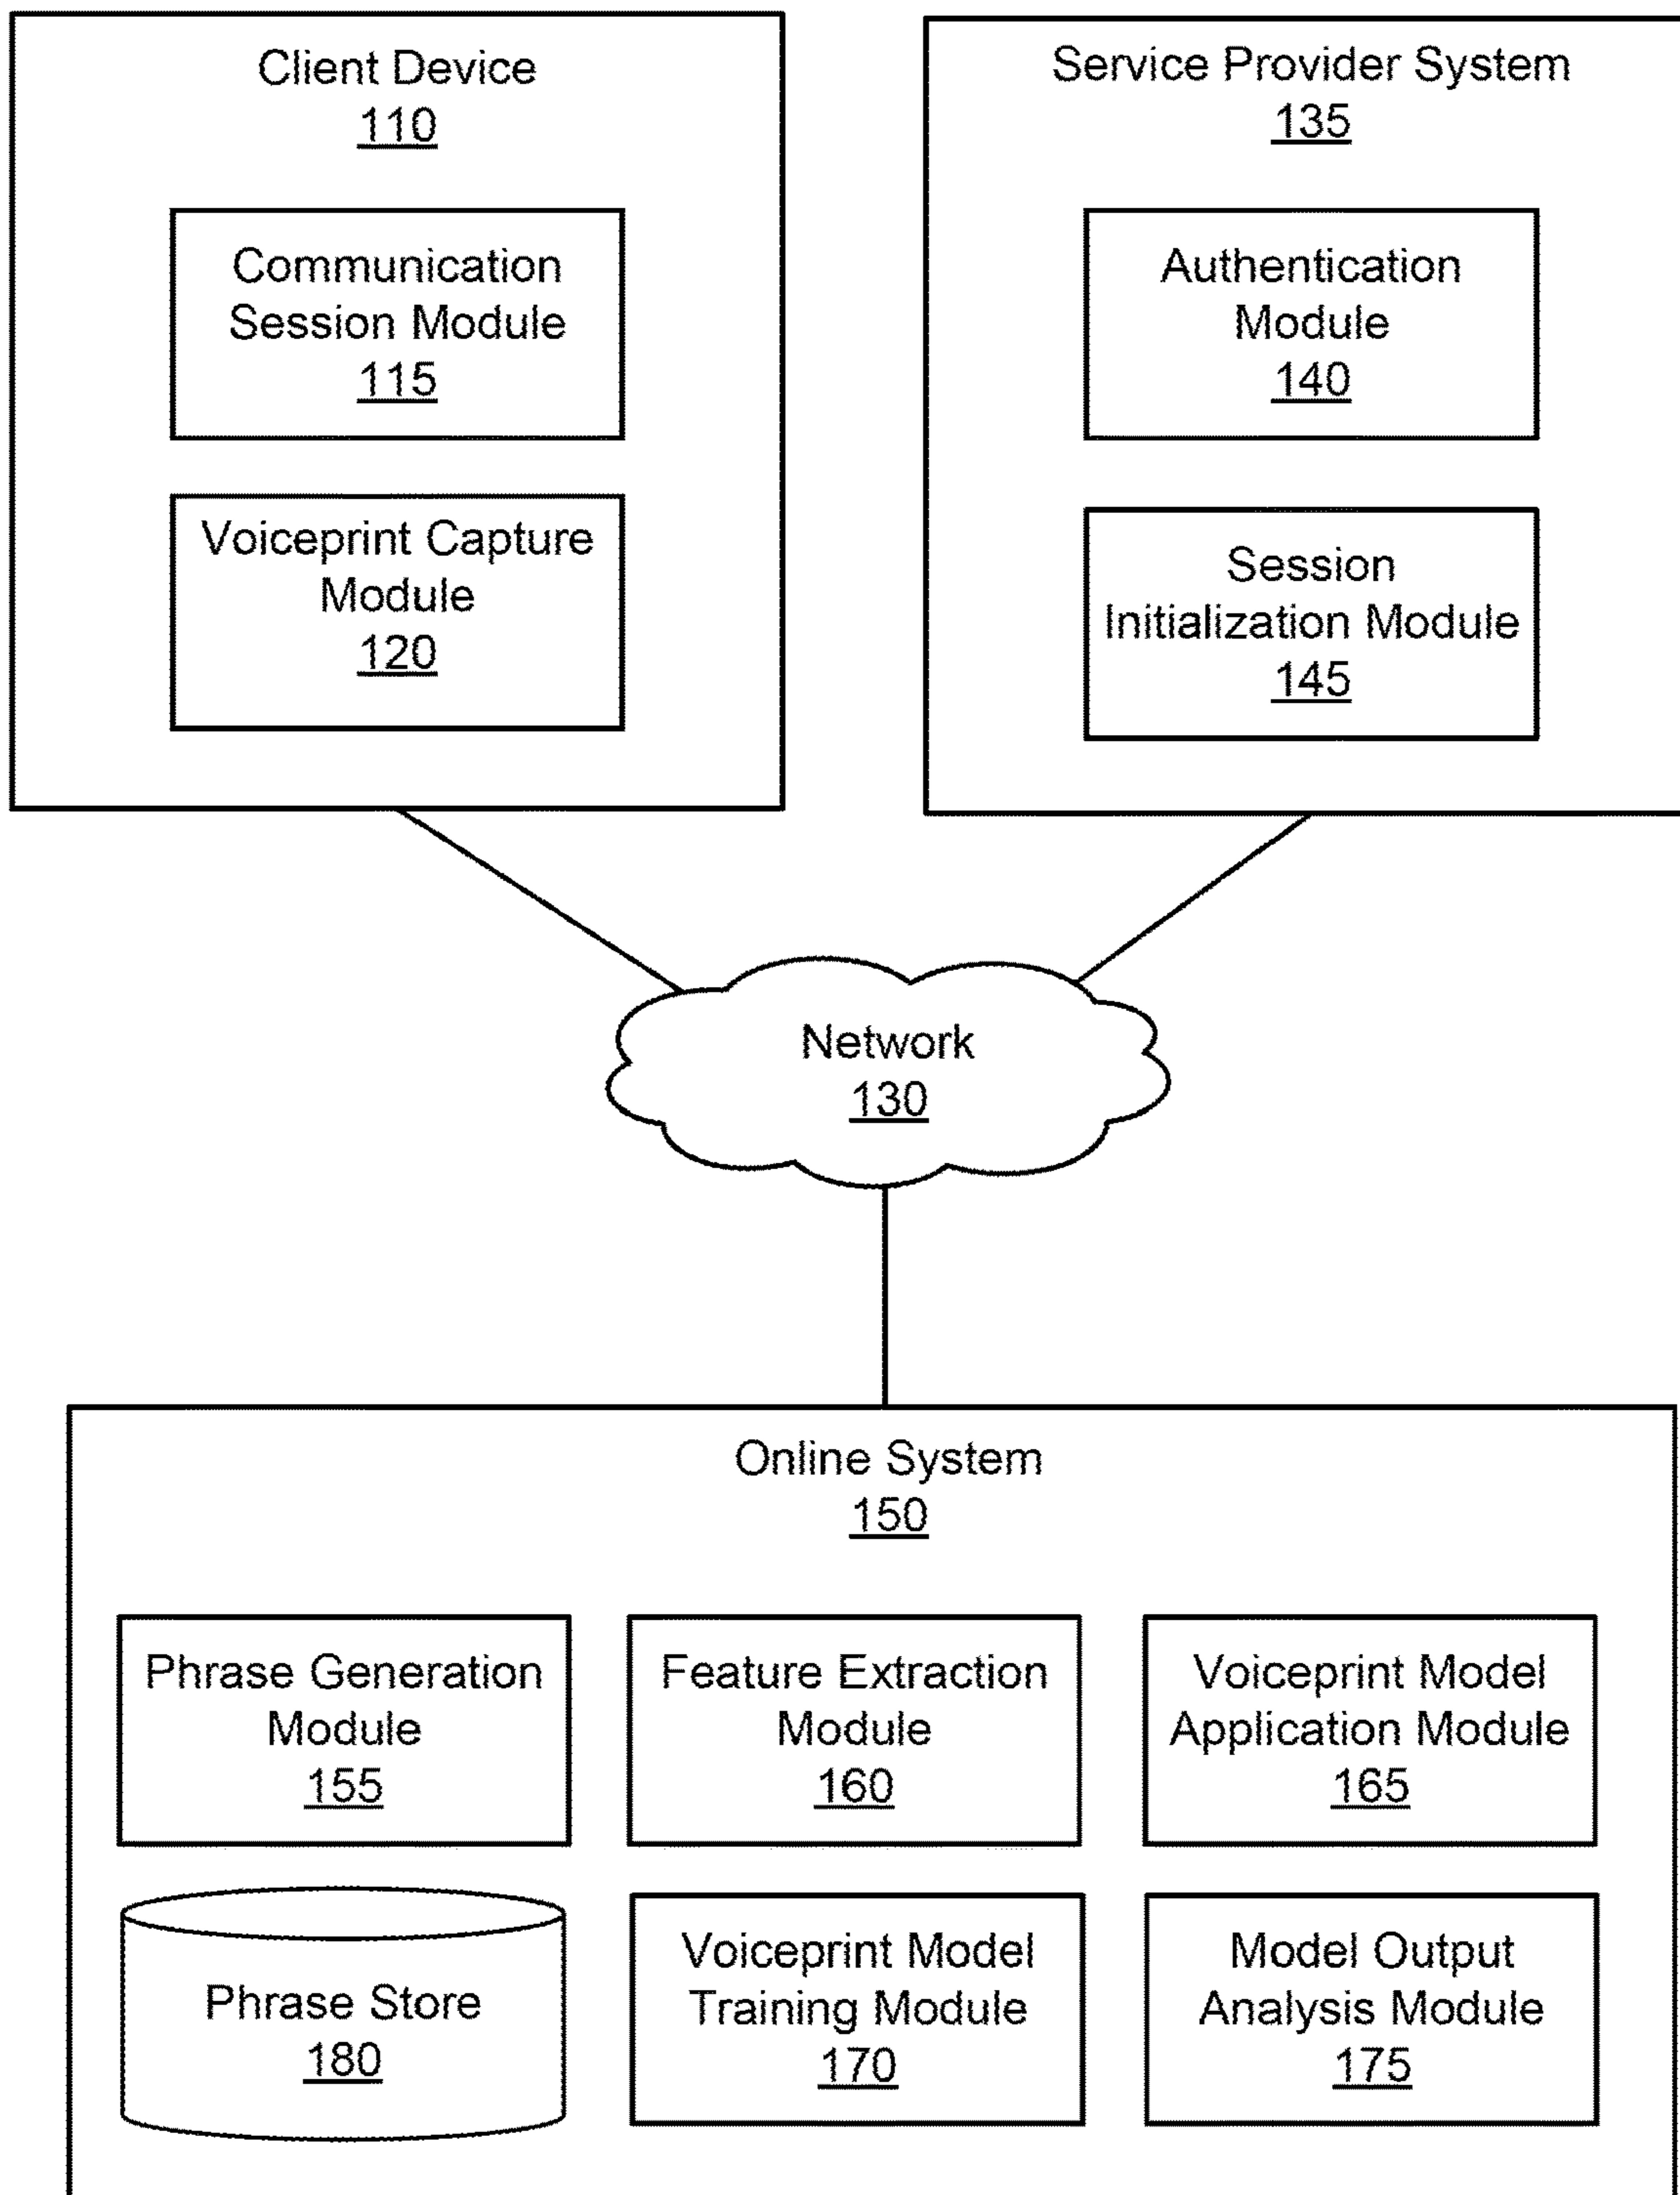 Client Device
110
Communication
Session Module
115
Voiceprint Capture
Module
120
Service Provider System
135
Authentication
Module
140
Session
Initialization Module
145
Network
130
Online System
150
Phrase Generation
Module
155
Feature Extraction
Module
160
Voiceprint Model
Application Module
165
Phrase Store
180
Voiceprint Model
Training Module
170
Model Output
Analysis Module
175